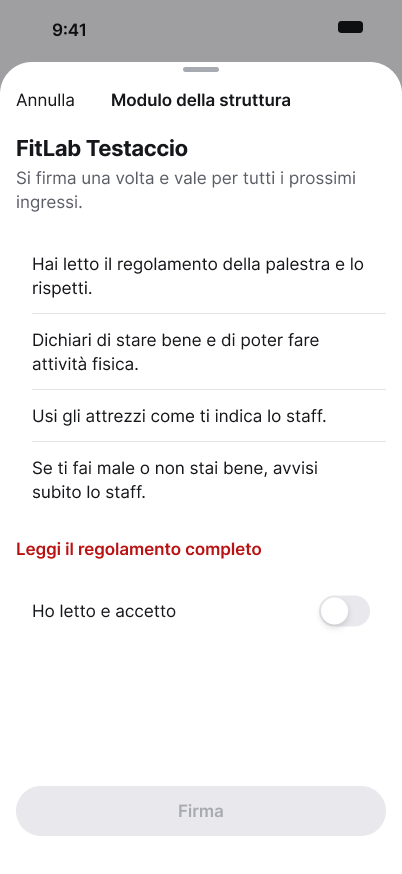 9:41
Annulla
Modulo della struttura
FitLab Testaccio
Si firma una volta e vale per tutti i prossimi
ingressi.
Hai letto il regolamento della palestra e lo
rispetti.
Dichiari di stare bene e di poter fare
attività fisica.
Usi gli attrezzi come ti indica lo staff.
Se ti fai male o non stai bene, avvisi
subito lo staff.
Leggi il regolamento completo
Ho letto e accetto
Firma